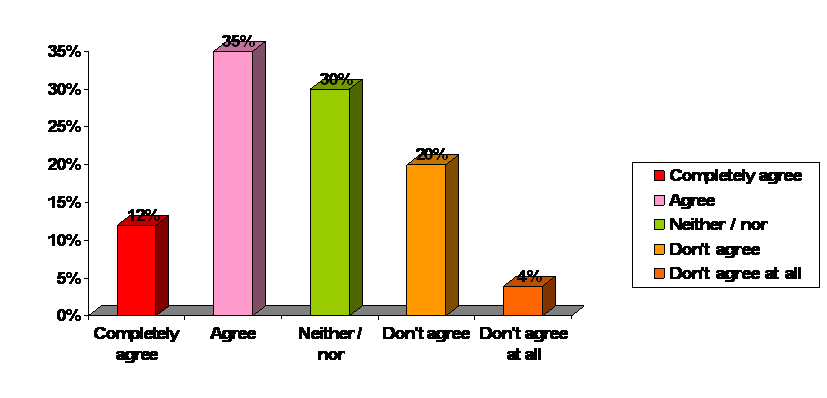 35%
30%
25%
20%
15%
10%
5%
0%
12%
35%
30%
20%
4%
Completely
agree
Agree
Neither /
nor
Don't agree
Don't agree
at all
Completely agree
Agree
Neither / nor
Don't agree
Don't agree at all